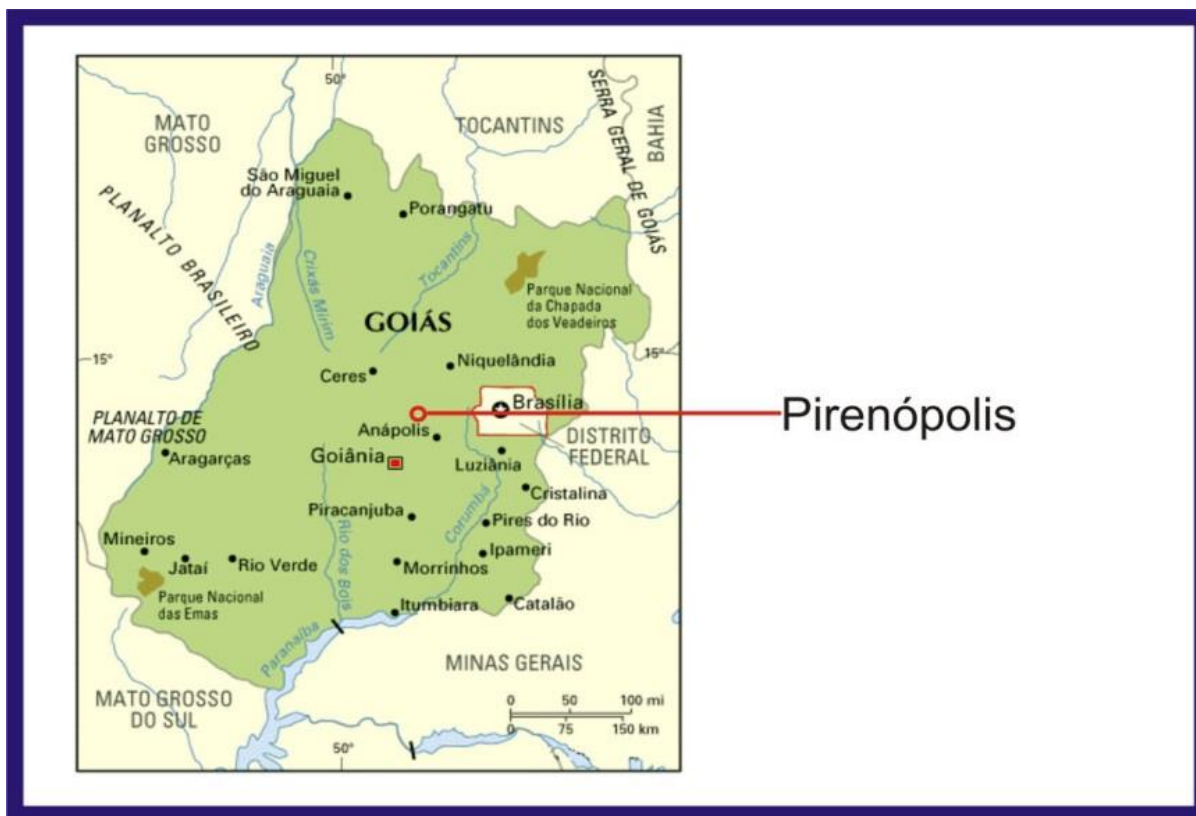 50°
MATO
GROSSO
TOCANTINS
SERRA GERAL DE GOIÁS
BAHIA
São Miguel
do Araguaia
Porangatu
PLANALTO BRASILEIRO
Araguaia
Crixás Mirim
Tocantins
Parque Nacional
da Chapada
dos Veadeiros
GOIÁS
15°
15°
Niquelândia
Ceres
Brasília
Pirenópolis
PLANALTO DE
MATO GROSSO
Anápolis
DISTRITO
FEDERAL
Aragarças
Goiânia
Luziânia
Cristalina
Corumbá
Piracanjuba
Rio dos Bois
Pires do Rio
Mineiros
Jataí
Rio Verde
Morrinhos
Ipameri
Parque Nacional
das Emas
Itumbiara
Catalão
Paranaíba
MINAS GERAIS
MATO GROSSO
DO SUL
0 50 100 mi
0 75 150 km
50°